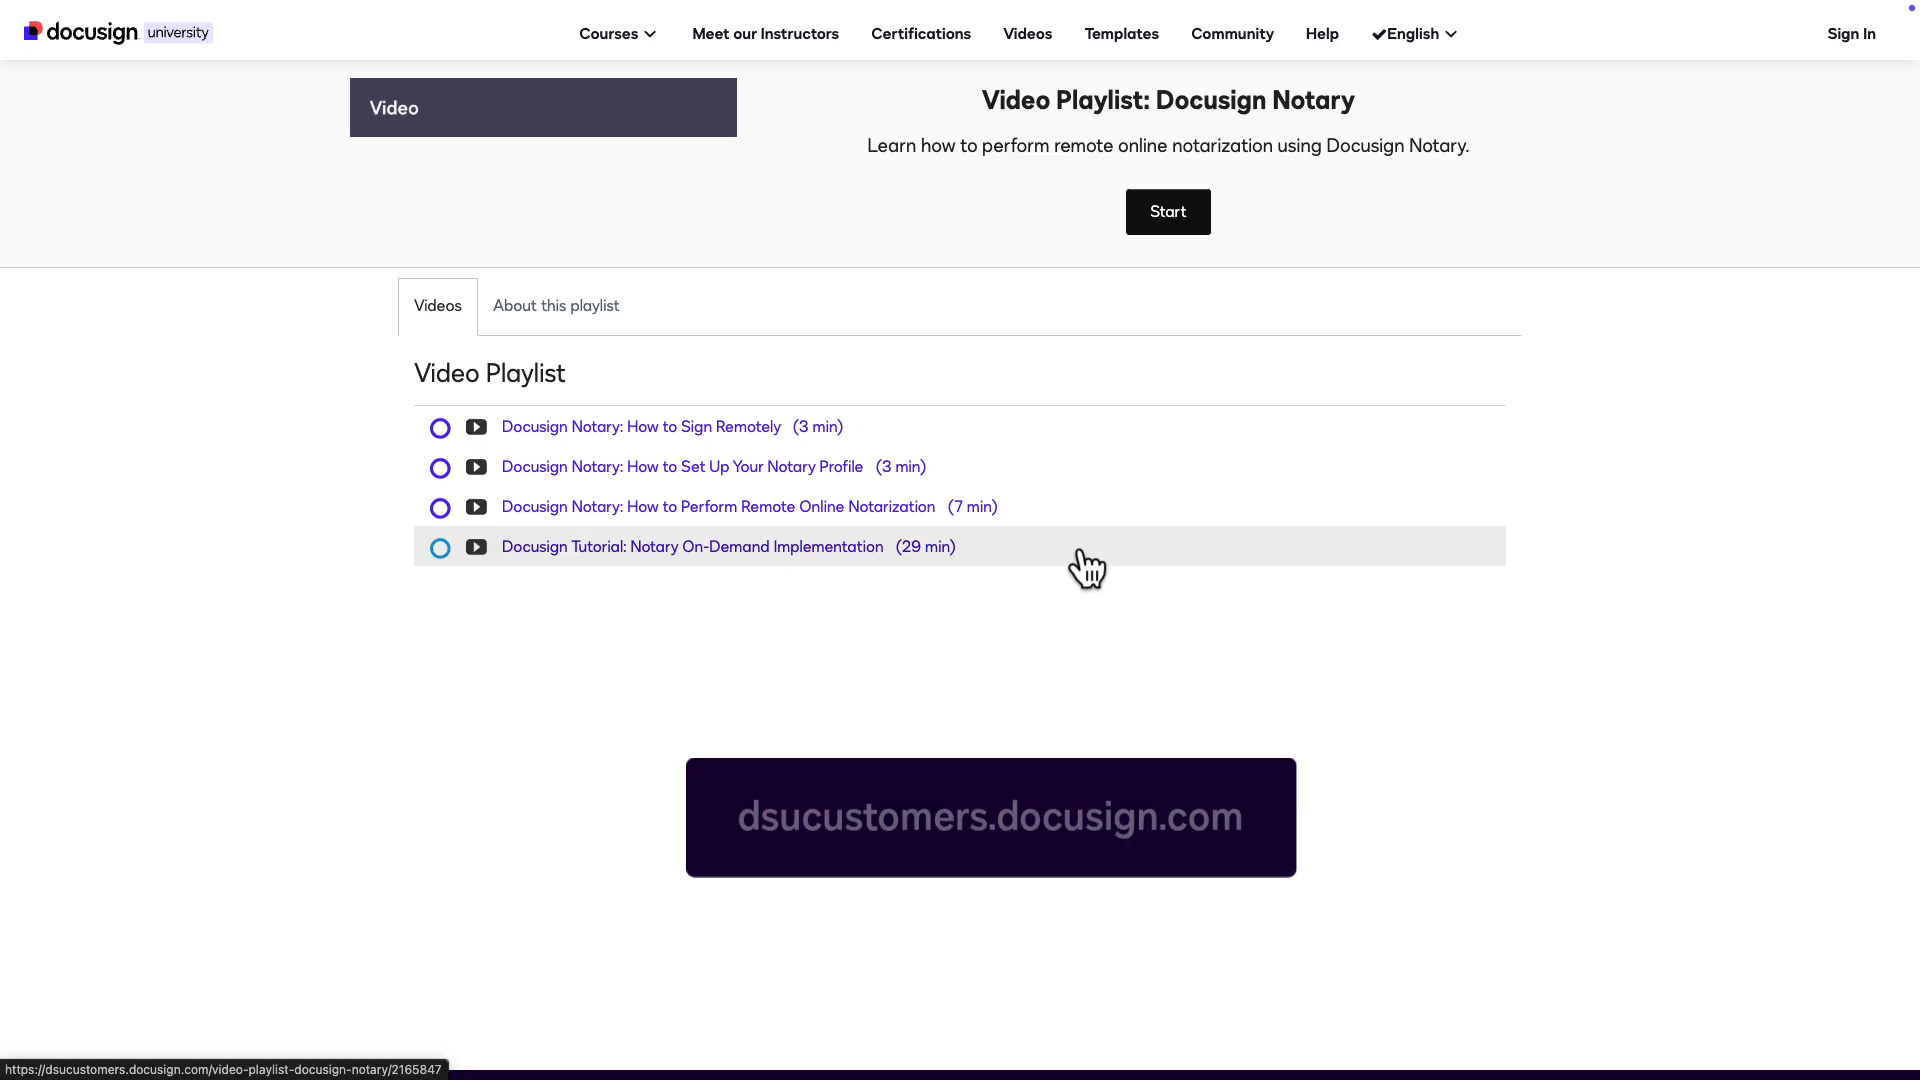 docusign university
Courses
Meet our Instructors
Certifications
Videos
Templates
Community
Help
English
Sign In
Video
Video Playlist: Docusign Notary
Learn how to perform remote online notarization using Docusign Notary.
Start
Videos
About this playlist
Video Playlist
Docusign Notary: How to Sign Remotely (3 min)
Docusign Notary: How to Set Up Your Notary Profile (3 min)
Docusign Notary: How to Perform Remote Online Notarization (7 min)
Docusign Tutorial: Notary On-Demand Implementation (29 min)
dsucustomers.docusign.com
https://dsucustomers.docusign.com/video-playlist-docusign-notary/2165847